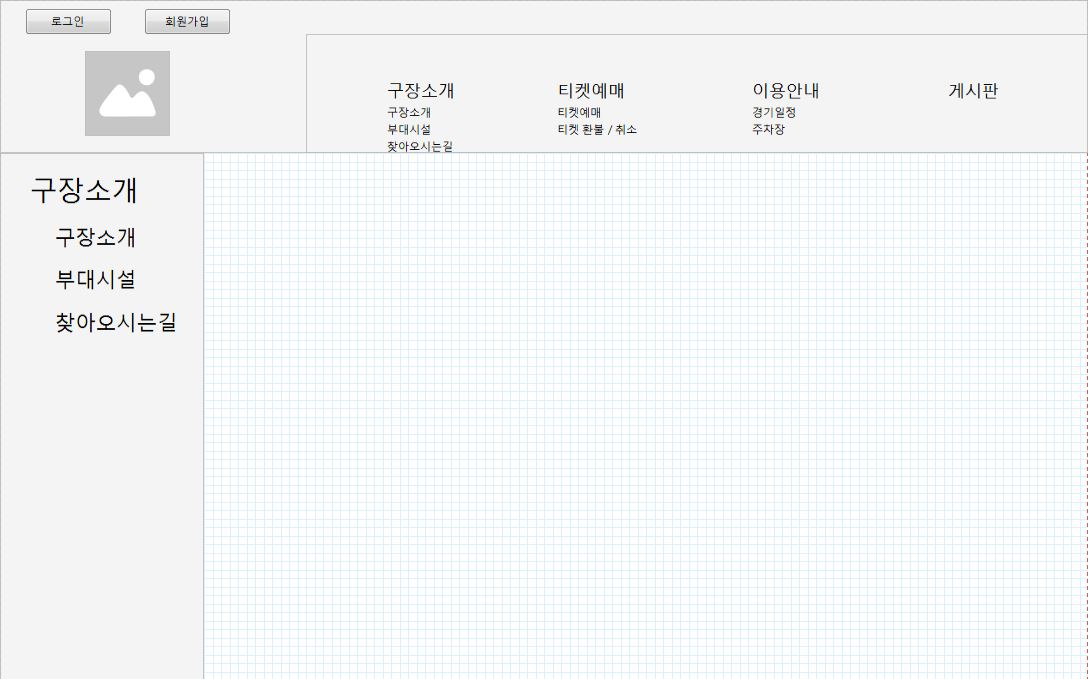 로그인
회원가입
구장소개
구장소개
부대시설
찾아오시는길
티켓예매
티켓예매
티켓 환불 / 취소
이용안내
경기일정
주차장
게시판
구장소개
구장소개
부대시설
찾아오시는길